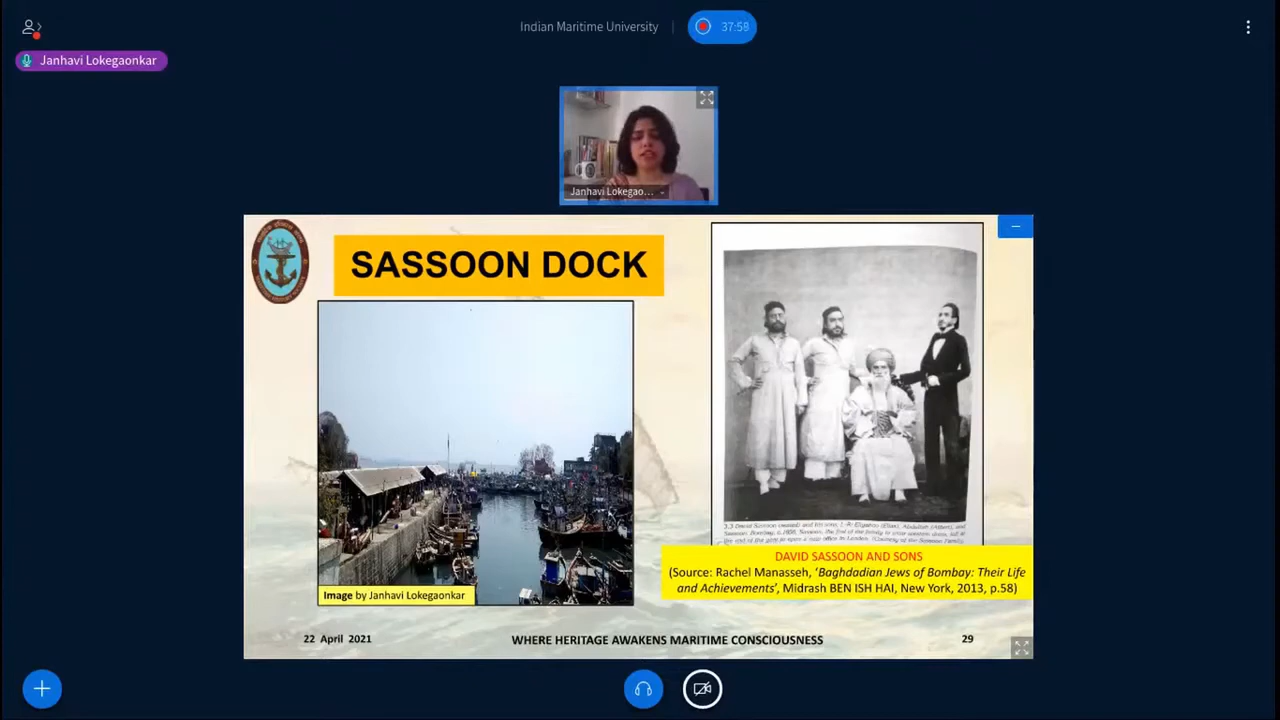 Indian Maritime University
37:58
Janhavi Lokegaonkar
Janhavi Lokegao...
SASSOON DOCK
Image by Janhavi Lokegaonkar
DAVID SASSOON AND SONS
(Source: Rachel Manasseh, ‘Baghdadian Jews of Bombay: Their Life
and Achievements’, Midrash BEN ISH HAI, New York, 2013, p.58)
22 April 2021
WHERE HERITAGE AWAKENS MARITIME CONSCIOUSNESS
29